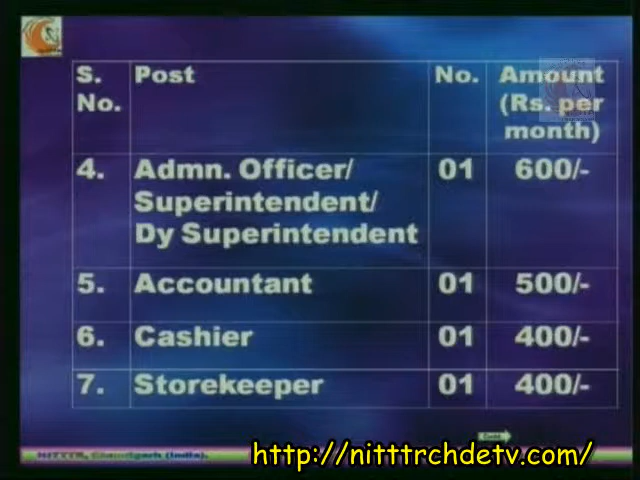 S. No. Post No. Amount (Rs. per month)
4. Admn. Officer/ Superintendent/ Dy Superintendent 01 600/-
5. Accountant 01 500/-
6. Cashier 01 400/-
7. Storekeeper 01 400/-
NITTTR, Chandigarh (India).
http://nitttrchdetv.com/